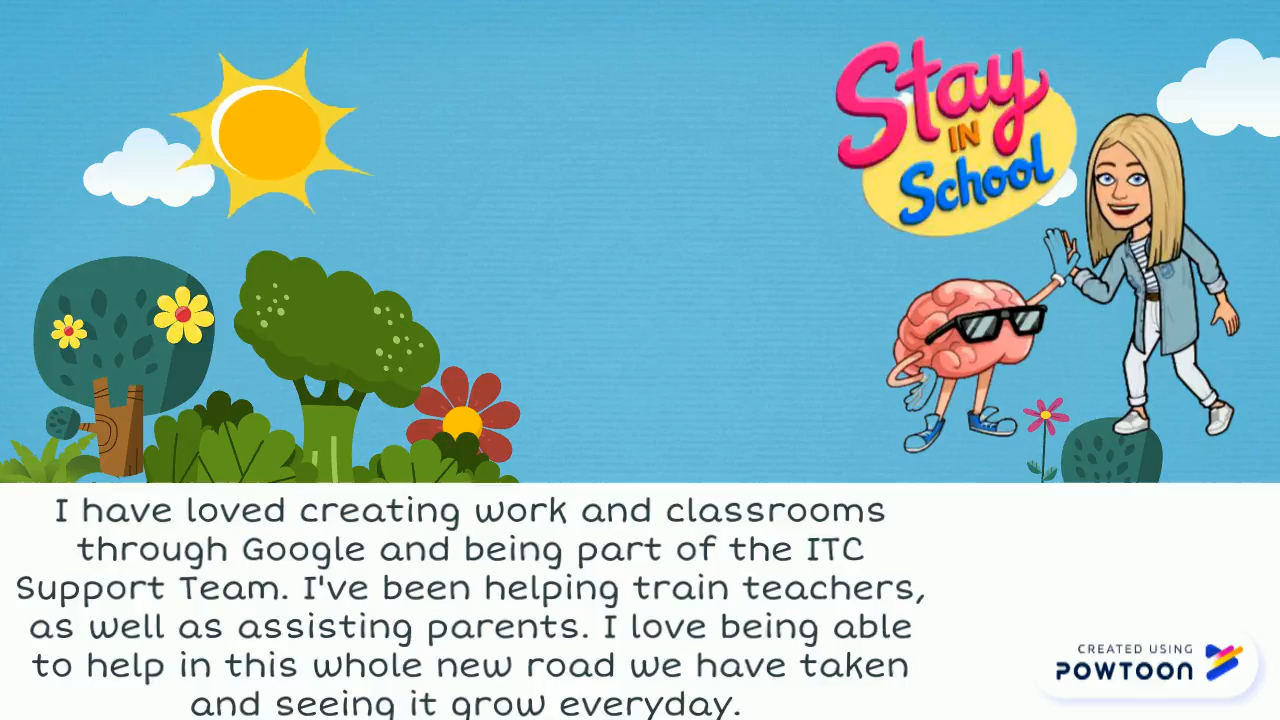 Stay
IN
School
I have loved creating work and classrooms
through Google and being part of the ITC
Support Team. I've been helping train teachers,
as well as assisting parents. I love being able
to help in this whole new road we have taken
and seeing it grow everyday.
CREATED USING
POWTOON